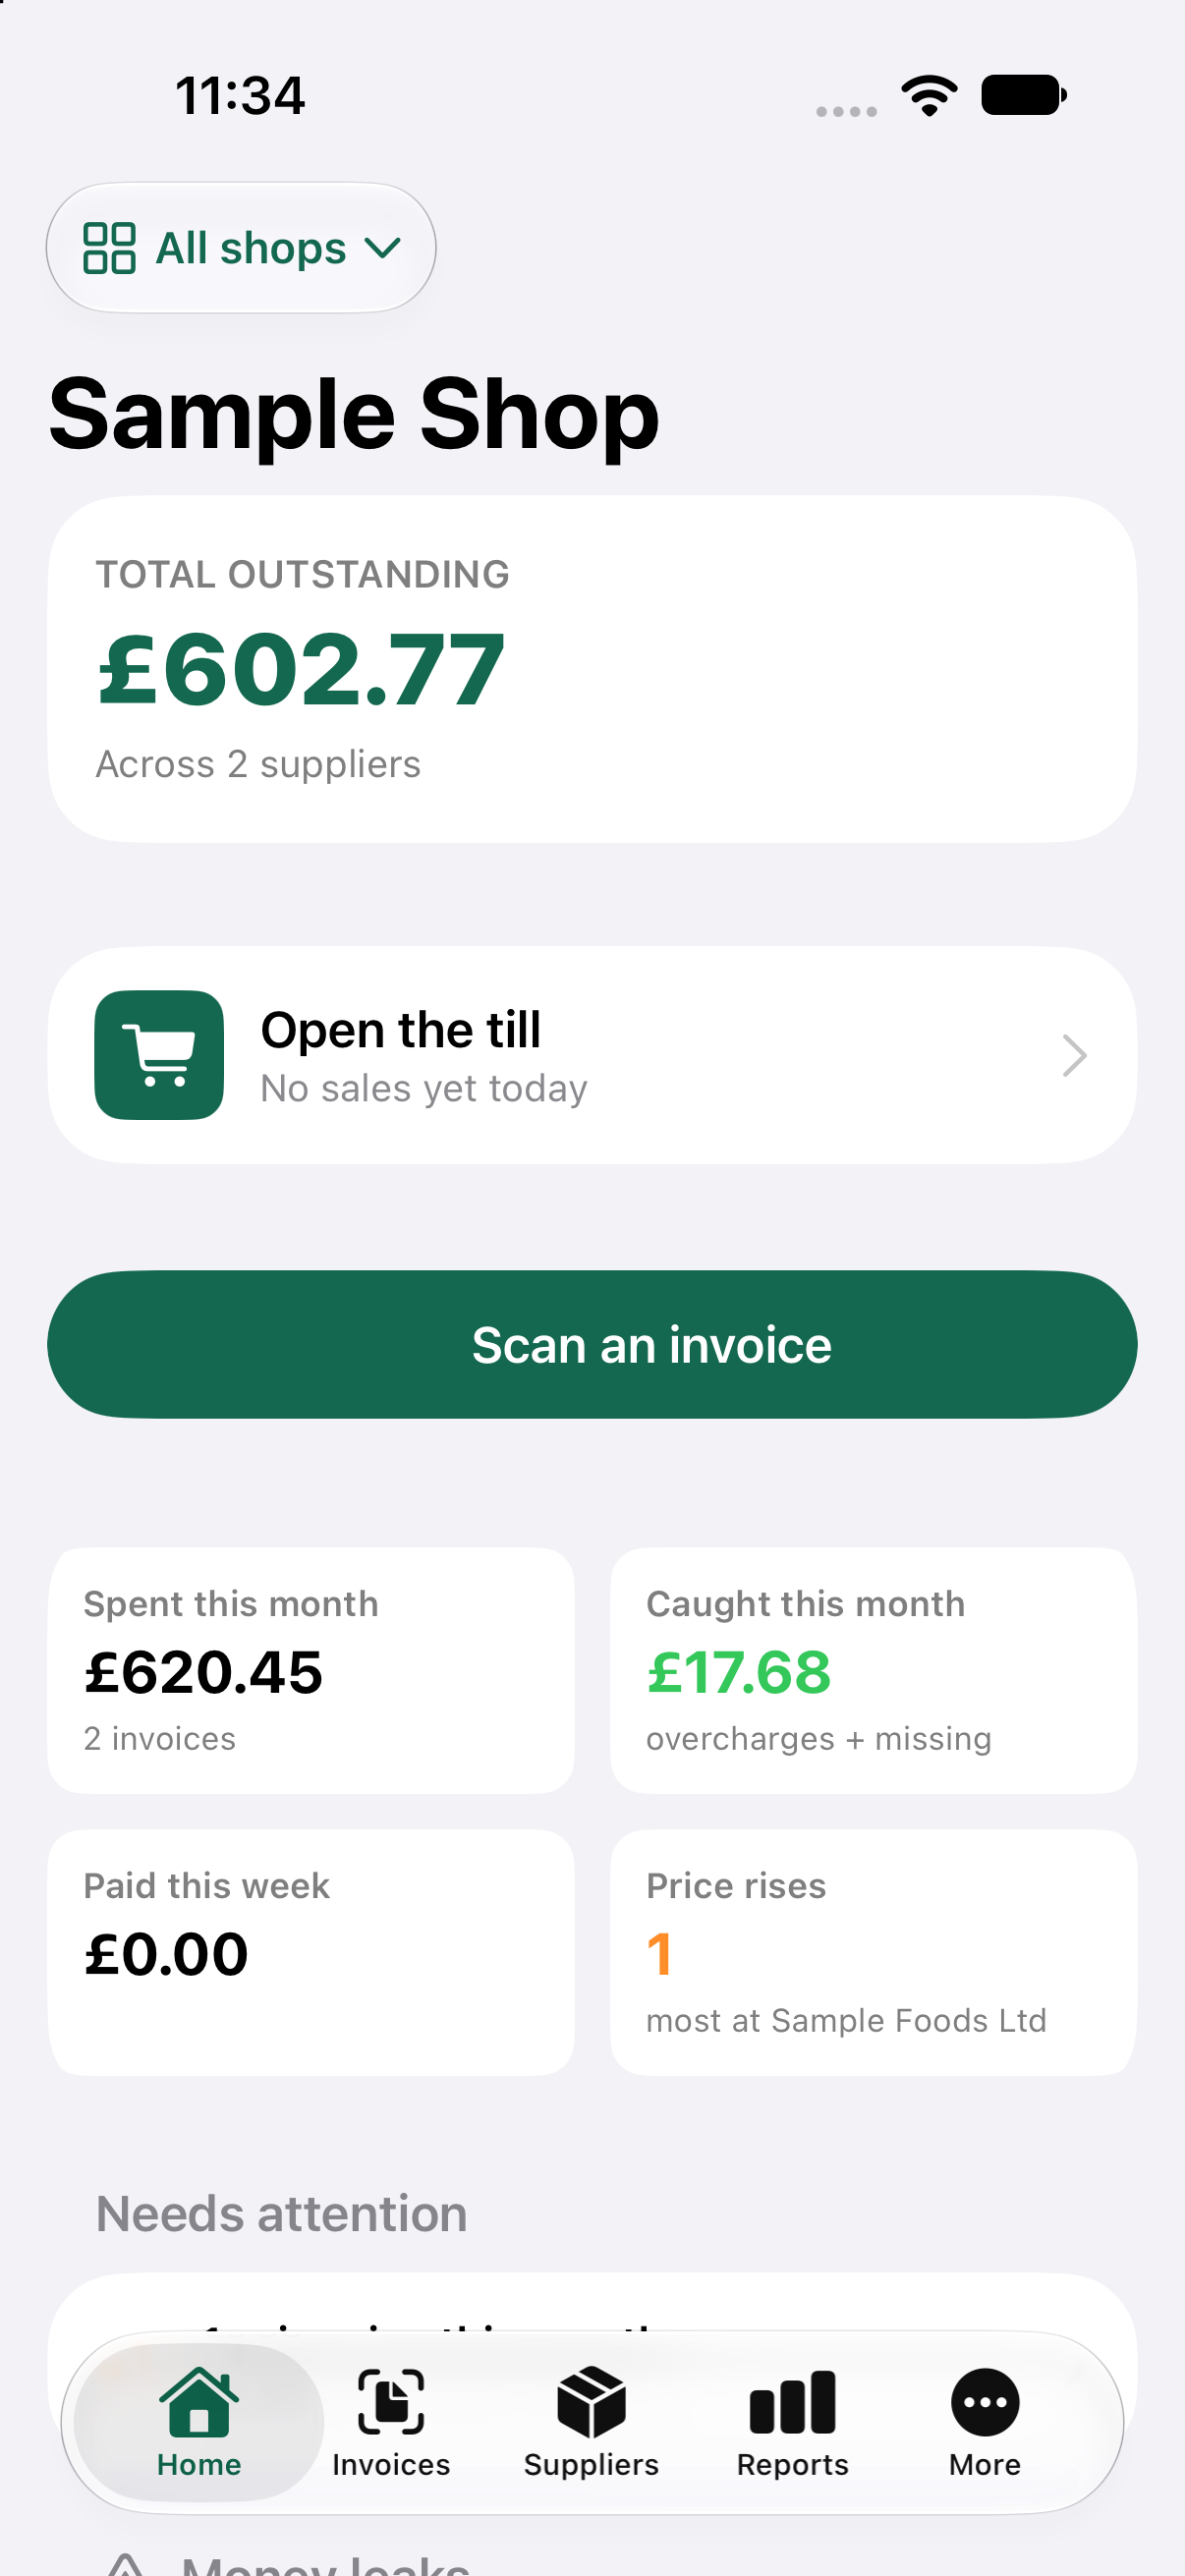 11:34
All shops
Sample Shop
TOTAL OUTSTANDING
£602.77
Across 2 suppliers
Open the till
No sales yet today
Scan an invoice
Spent this month
£620.45
2 invoices
Caught this month
£17.68
overcharges + missing
Paid this week
£0.00
Price rises
1
most at Sample Foods Ltd
Needs attention
Home
Invoices
Suppliers
Reports
More
Money leaks